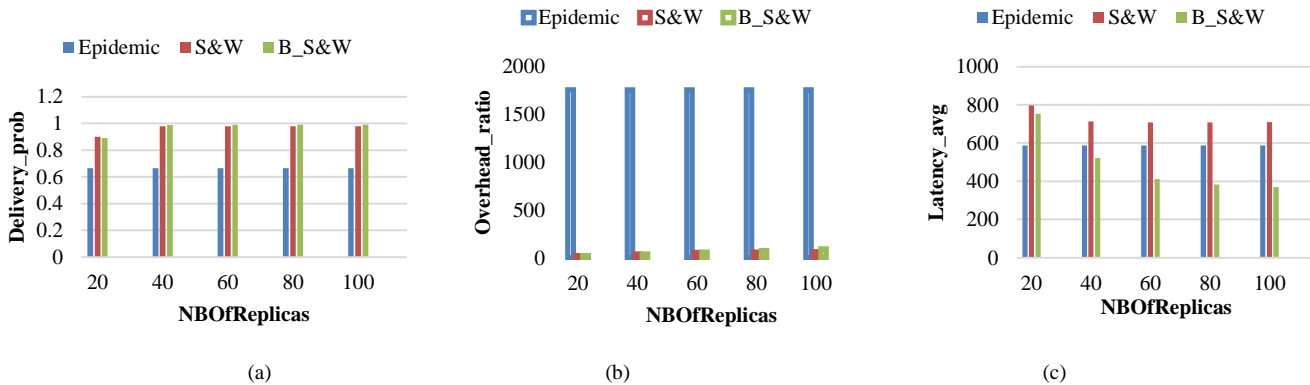 Epidemic S&W B_S&W
1.2
1
0.8
0.6
0.4
0.2
0
Delivery_prob
20 40 60 80 100
NBOfReplicas
(a)
Epidemic S&W B_S&W
2000
1500
1000
500
0
Overhead_ratio
20 40 60 80 100
NBOfReplicas
(b)
Epidemic S&W B_S&W
1000
800
600
400
200
0
Latency_avg
20 40 60 80 100
NBOfReplicas
(c)